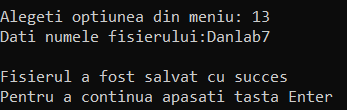 Alegeti optiunea din meniu: 13
Dati numele fisierului:Danlab7
Fisierul a fost salvat cu succes
Pentru a continua apasati tasta Enter